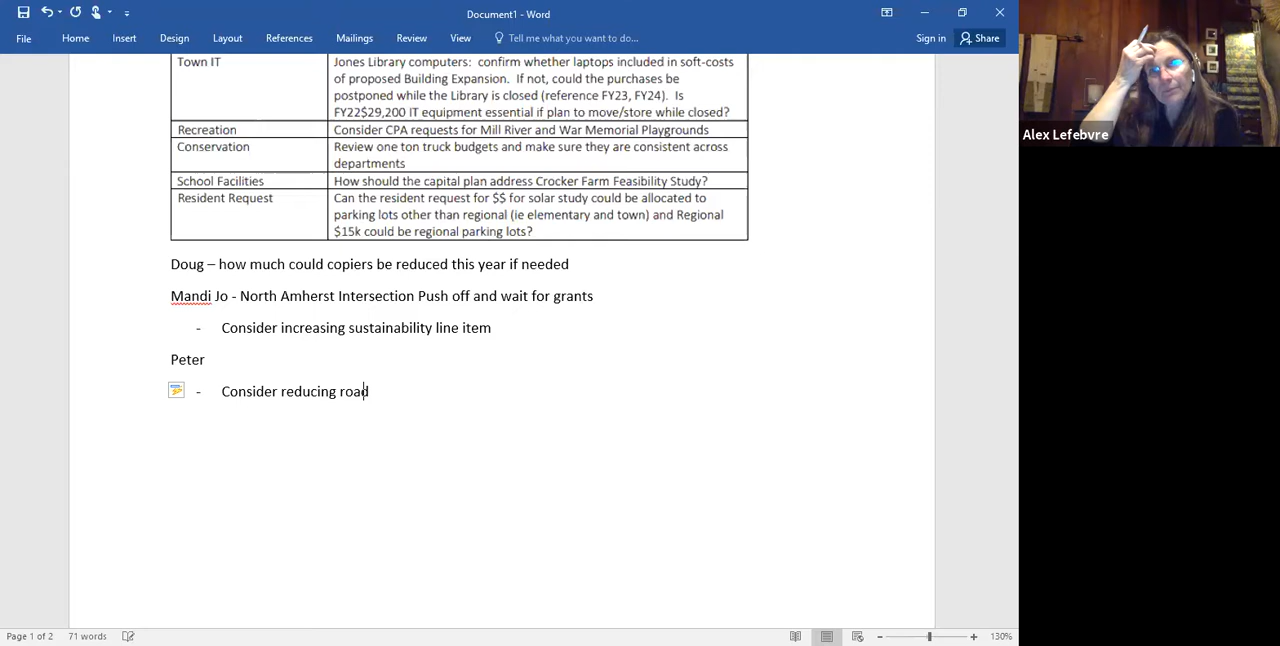 Document1 - Word
File Home Insert Design Layout References Mailings Review View Tell me what you want to do... Sign in Share
Town IT
Jones Library computers: confirm whether laptops included in soft-costs
of proposed Building Expansion. If not, could the purchases be
postponed while the Library is closed (reference FY23, FY24). Is
FY22$29,200 IT equipment essential if plan to move/store while closed?
Recreation
Consider CPA requests for Mill River and War Memorial Playgrounds
Conservation
Review one ton truck budgets and make sure they are consistent across
departments
School Facilities
How should the capital plan address Crocker Farm Feasibility Study?
Resident Request
Can the resident request for $$ for solar study could be allocated to
parking lots other than regional (ie elementary and town) and Regional
$15k could be regional parking lots?
Doug – how much could copiers be reduced this year if needed
Mandi Jo - North Amherst Intersection Push off and wait for grants
- Consider increasing sustainability line item
Peter
- Consider reducing road
Page 1 of 2 71 words 130%
Alex Lefebvre